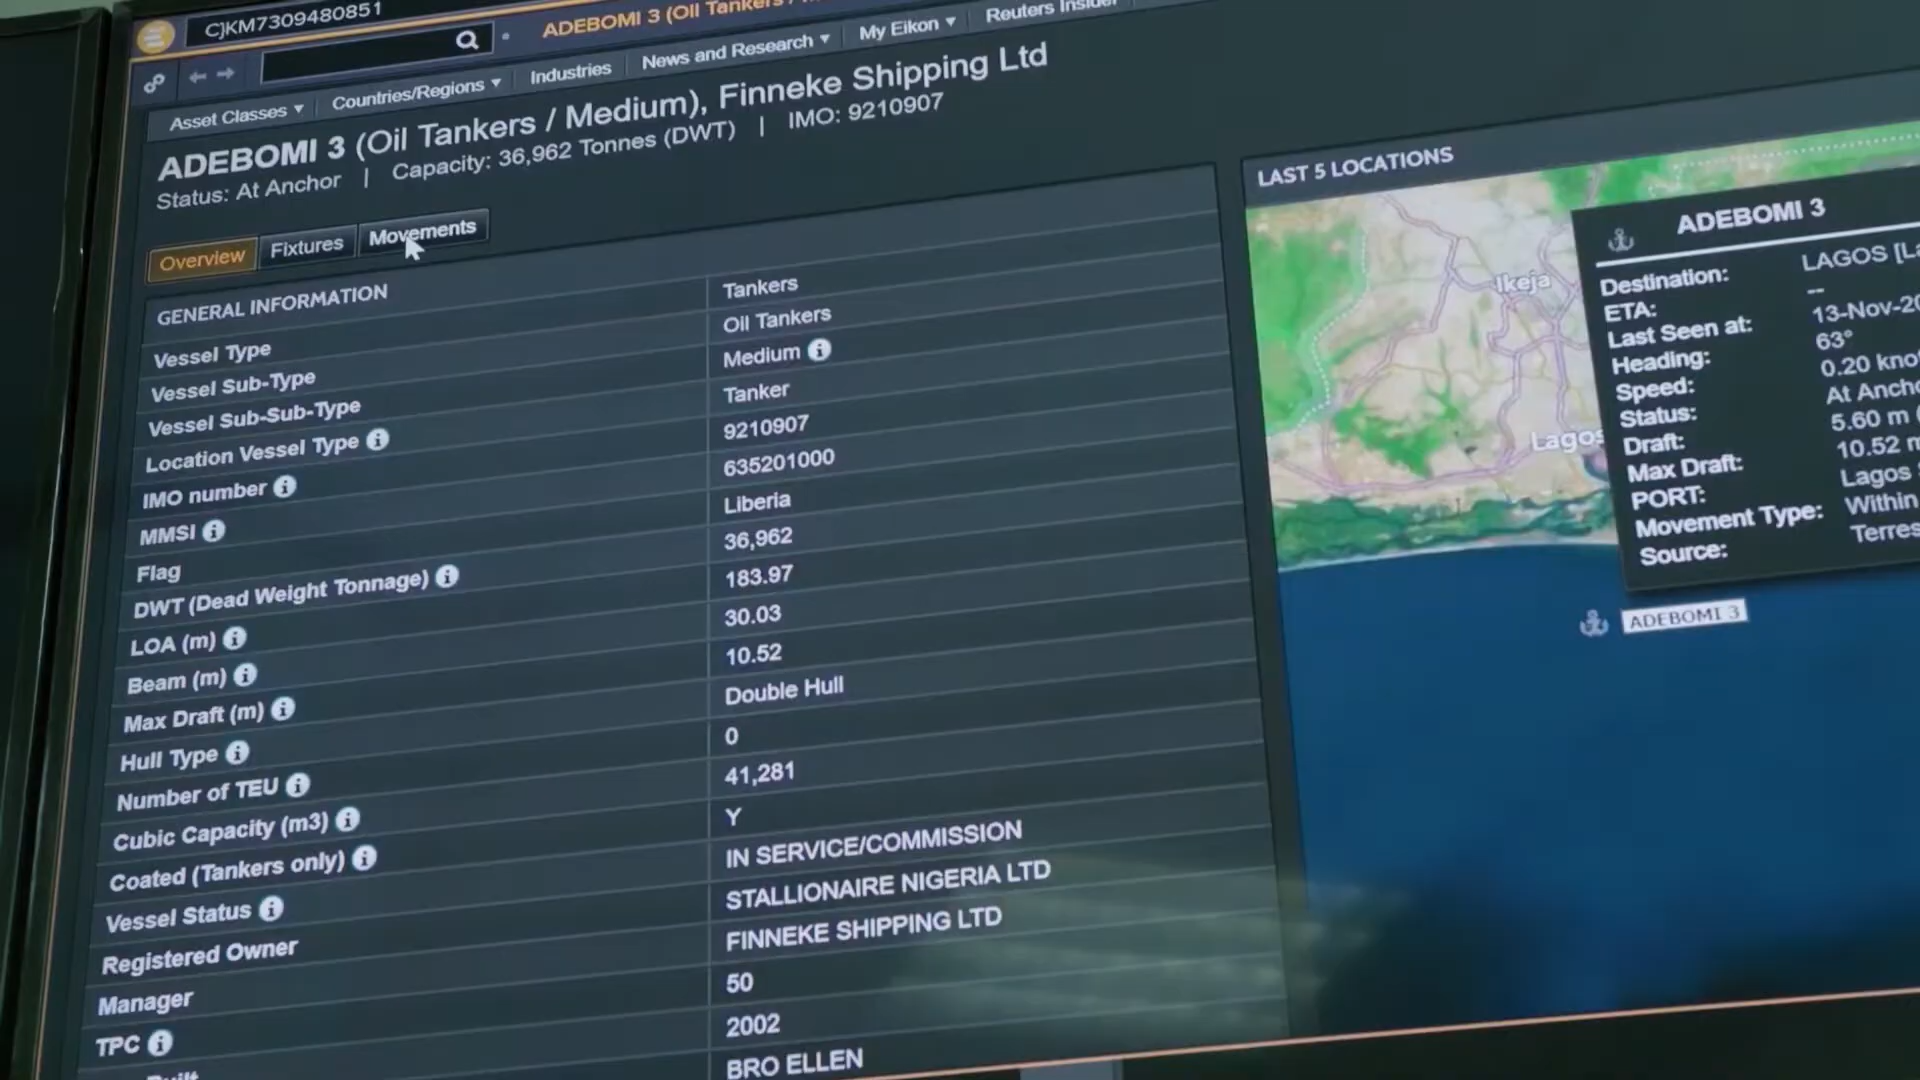 CJKM7309480851
ADEBOMI 3 (Oil Tankers /
Asset Classes
Countries/Regions
Industries
News and Research
My Eikon
Reuters Insider
ADEBOMI 3 (Oil Tankers / Medium), Finneke Shipping Ltd
Status: At Anchor | Capacity: 36,962 Tonnes (DWT) | IMO: 9210907
Overview
Fixtures
Movements
GENERAL INFORMATION
Vessel Type Tankers
Vessel Sub-Type Oil Tankers
Vessel Sub-Sub-Type Medium
Location Vessel Type Tanker
IMO number 9210907
MMSI 635201000
Flag Liberia
DWT (Dead Weight Tonnage) 36,962
LOA (m) 183.97
Beam (m) 30.03
Max Draft (m) 10.52
Hull Type Double Hull
Number of TEU 0
Cubic Capacity (m3) 41,281
Coated (Tankers only) Y
Vessel Status IN SERVICE/COMMISSION
Registered Owner STALLIONAIRE NIGERIA LTD
Manager FINNEKE SHIPPING LTD
TPC 50
Built 2002
BRO ELLEN
LAST 5 LOCATIONS
Ikeja
Lagos
ADEBOMI 3
Destination: LAGOS [La
ETA: --
Last Seen at: 13-Nov-20
Heading: 63°
Speed: 0.20 kno
Status: At Ancho
Draft: 5.60 m (
Max Draft: 10.52 m
PORT: Lagos
Movement Type: Within
Source: Terres
ADEBOMI 3